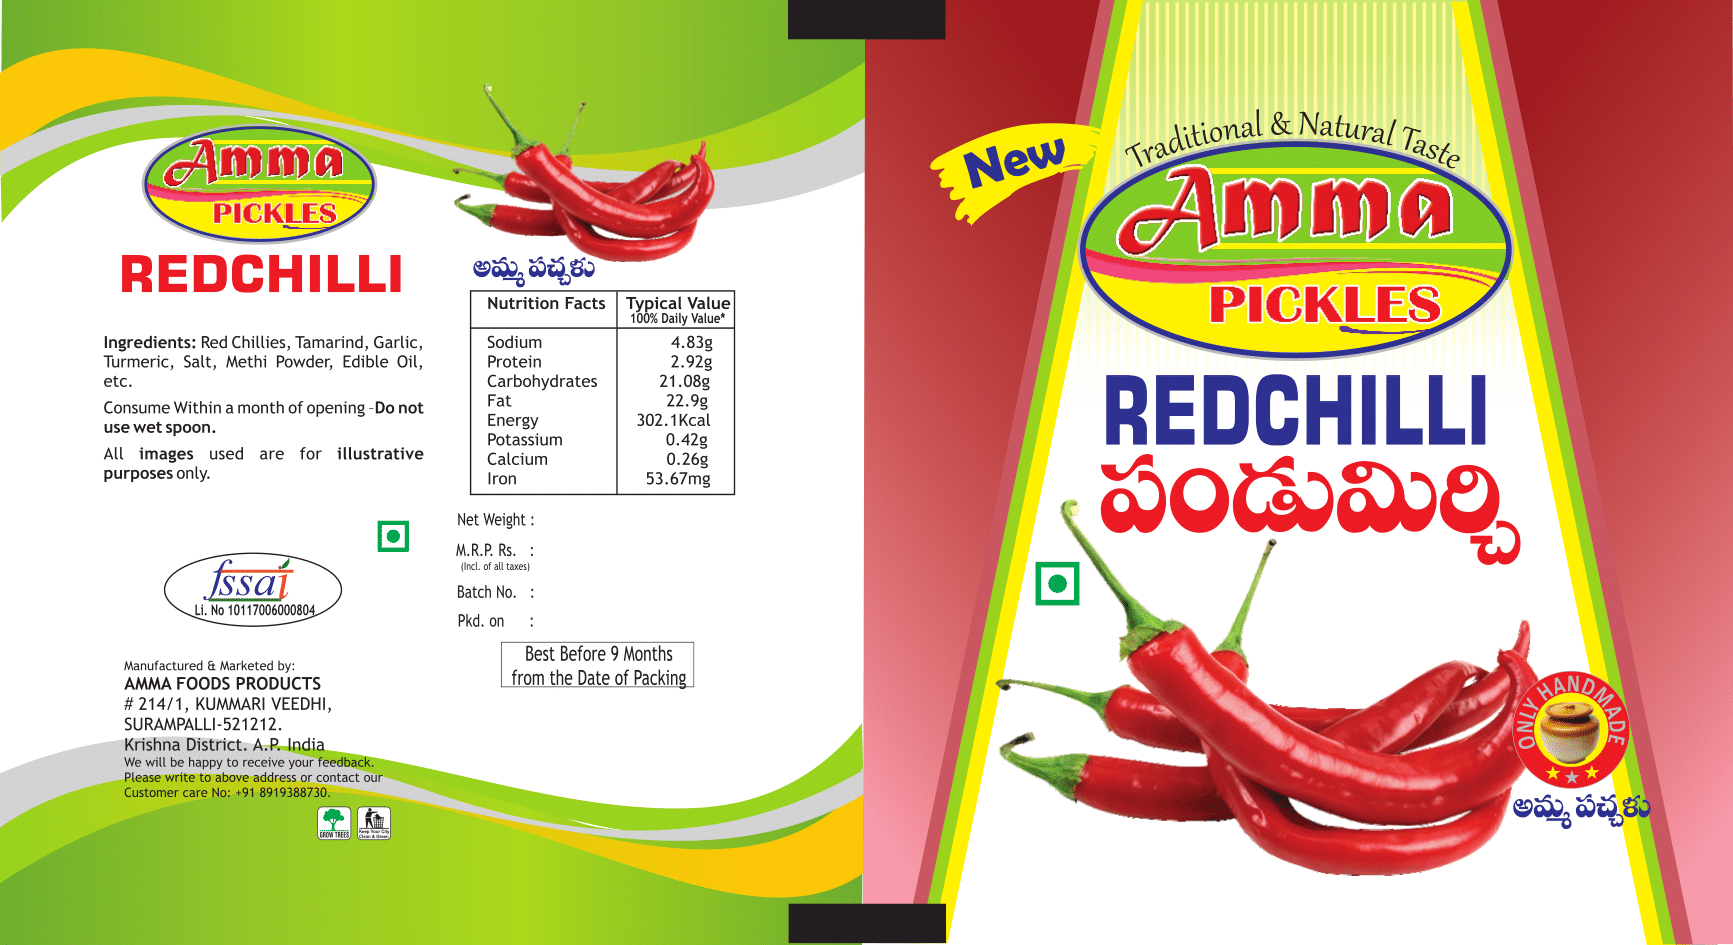 Amma
PICKLES
REDCHILLI
Ingredients: Red Chillies, Tamarind, Garlic,
Turmeric, Salt, Methi Powder, Edible Oil,
etc.
Consume Within a month of opening -Do not
use wet spoon.
All images used are for illustrative
purposes only.
fssai
Li. No 10117006000804
Manufactured & Marketed by:
AMMA FOODS PRODUCTS
# 214/1, KUMMARI VEEDHI,
SURAMPALLI-521212.
Krishna District. A.P. India
We will be happy to receive your feedback.
Please write to above address or contact our
Customer care No: +91 8919388730.
GROW TREES
Keep Your City
Clean & Green
అమ్మ పచ్చళు
Nutrition Facts Typical Value
100% Daily Value*
Sodium 4.83g
Protein 2.92g
Carbohydrates 21.08g
Fat 22.9g
Energy 302.1Kcal
Potassium 0.42g
Calcium 0.26g
Iron 53.67mg
Net Weight :
M.R.P. Rs. :
(Incl. of all taxes)
Batch No. :
Pkd. on :
Best Before 9 Months
from the Date of Packing
New
Traditional & Natural Taste
Amma
PICKLES
REDCHILLI
పండుమిర్చి
ONLY HANDMADE
అమ్మ పచ్చళు